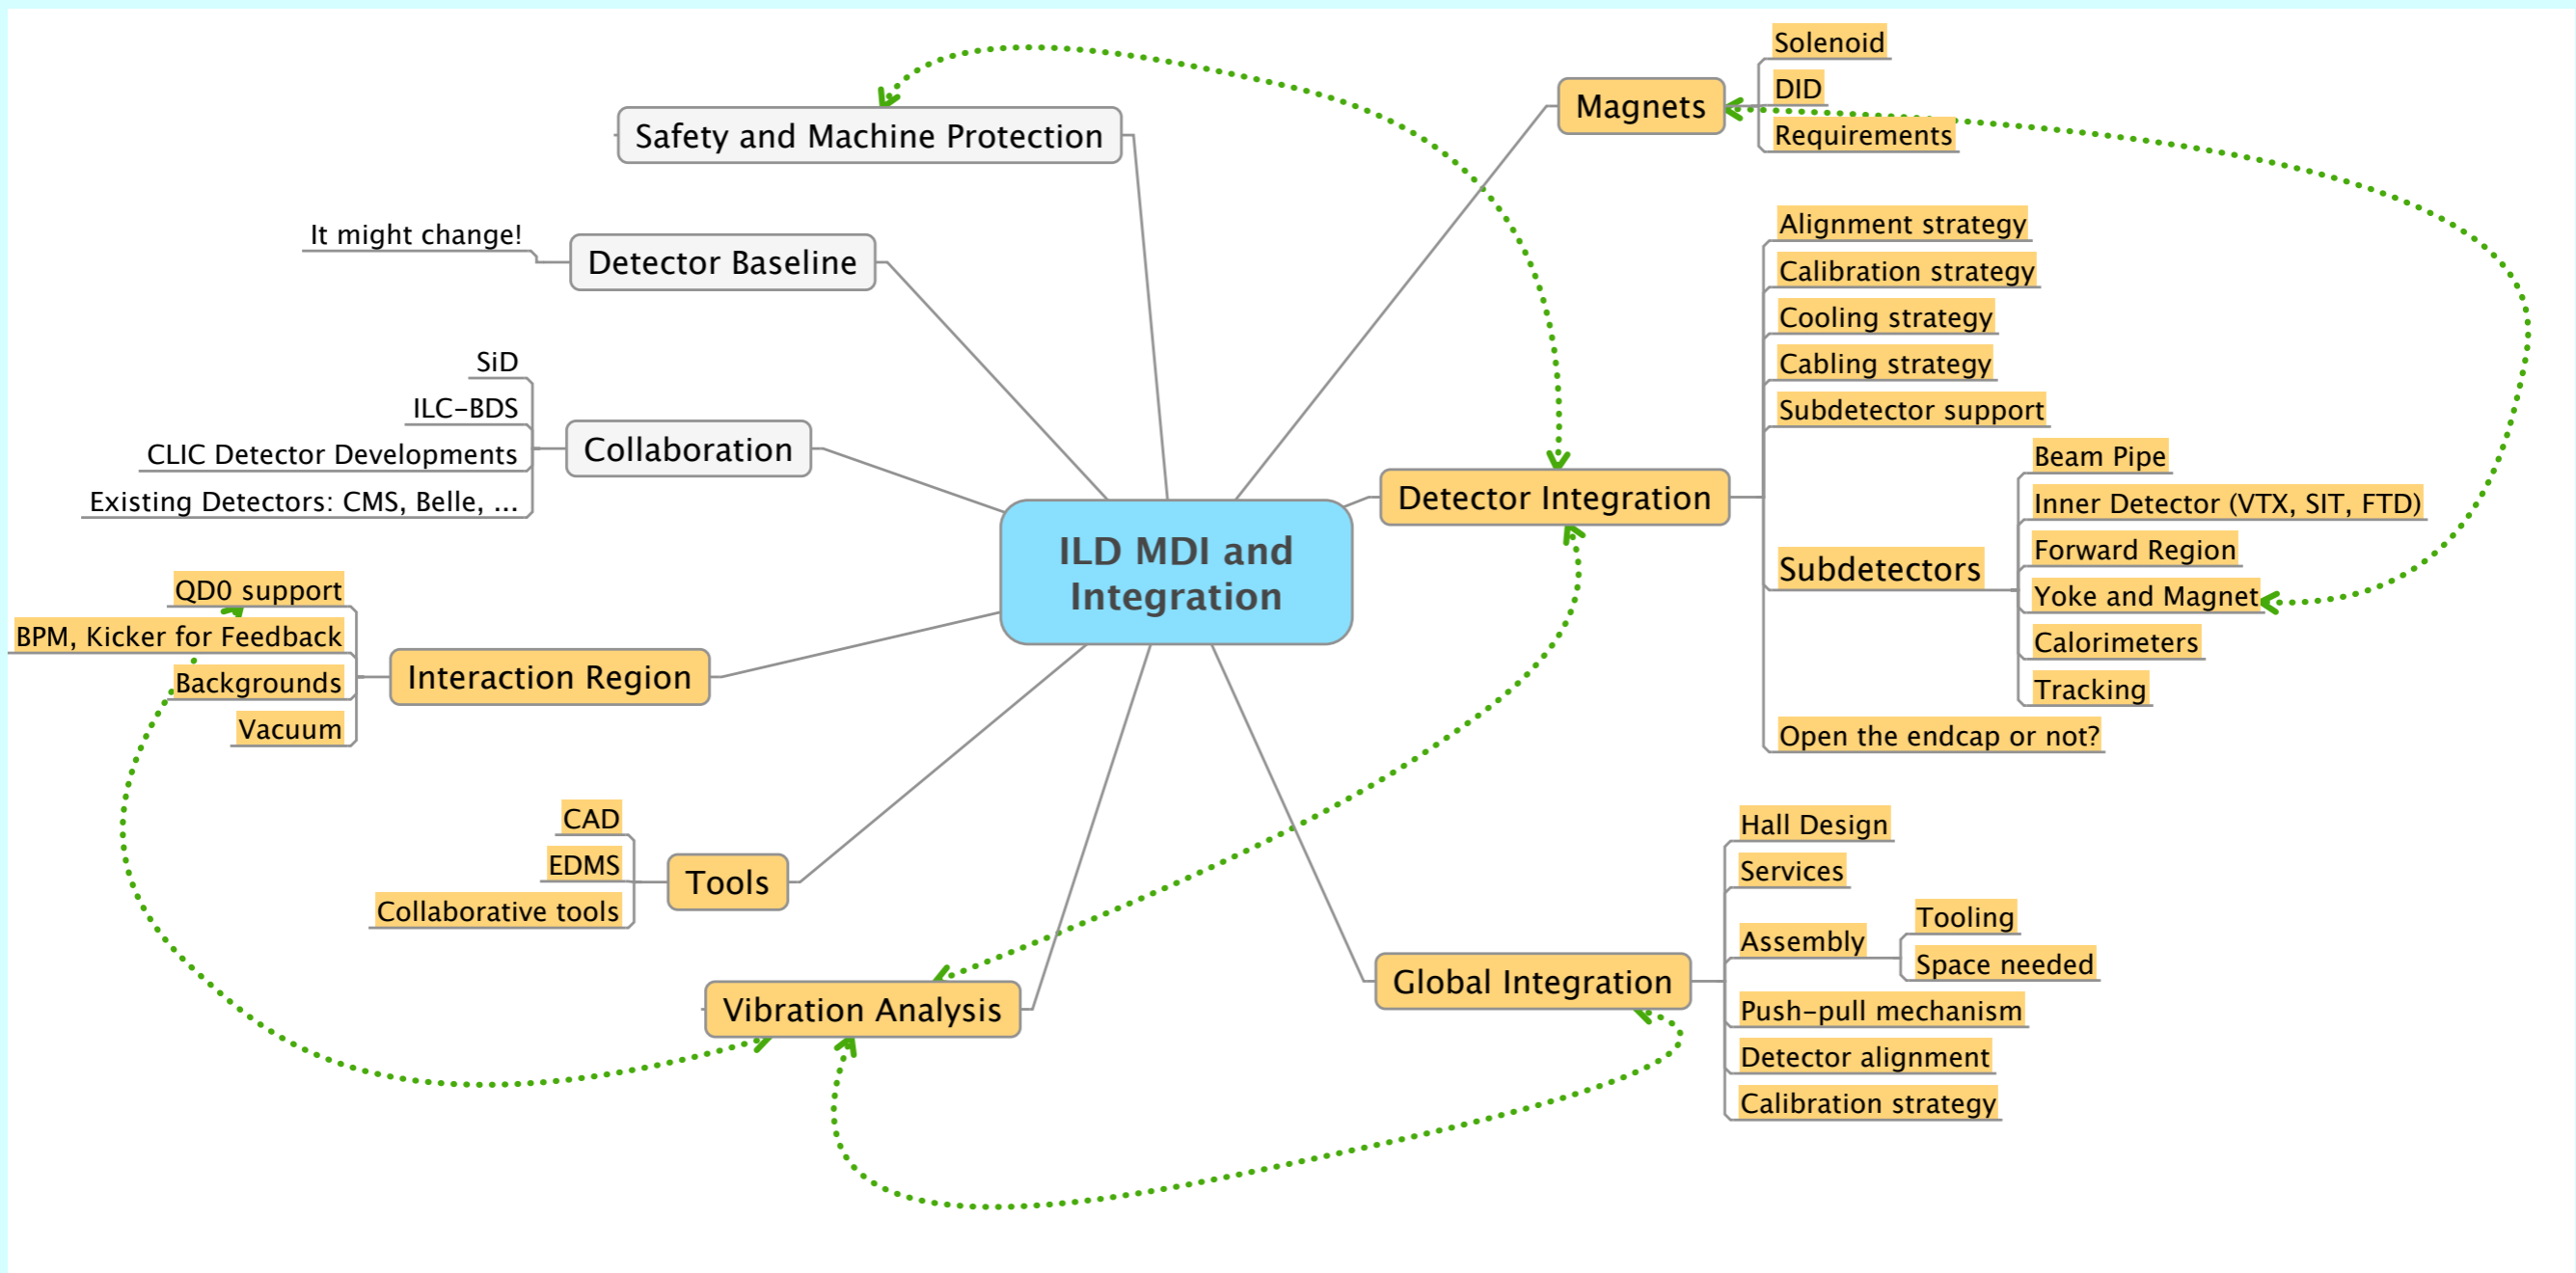 Safety and Machine Protection
It might change!
Detector Baseline
SiD
ILC-BDS
CLIC Detector Developments
Existing Detectors: CMS, Belle, ...
Collaboration
QD0 support
BPM, Kicker for Feedback
Backgrounds
Vacuum
Interaction Region
CAD
EDMS
Collaborative tools
Tools
Vibration Analysis
ILD MDI and
Integration
Magnets
Solenoid
DID
Requirements
Detector Integration
Alignment strategy
Calibration strategy
Cooling strategy
Cabling strategy
Subdetector support
Subdetectors
Beam Pipe
Inner Detector (VTX, SIT, FTD)
Forward Region
Yoke and Magnet
Calorimeters
Tracking
Open the endcap or not?
Global Integration
Hall Design
Services
Assembly
Tooling
Space needed
Push-pull mechanism
Detector alignment
Calibration strategy